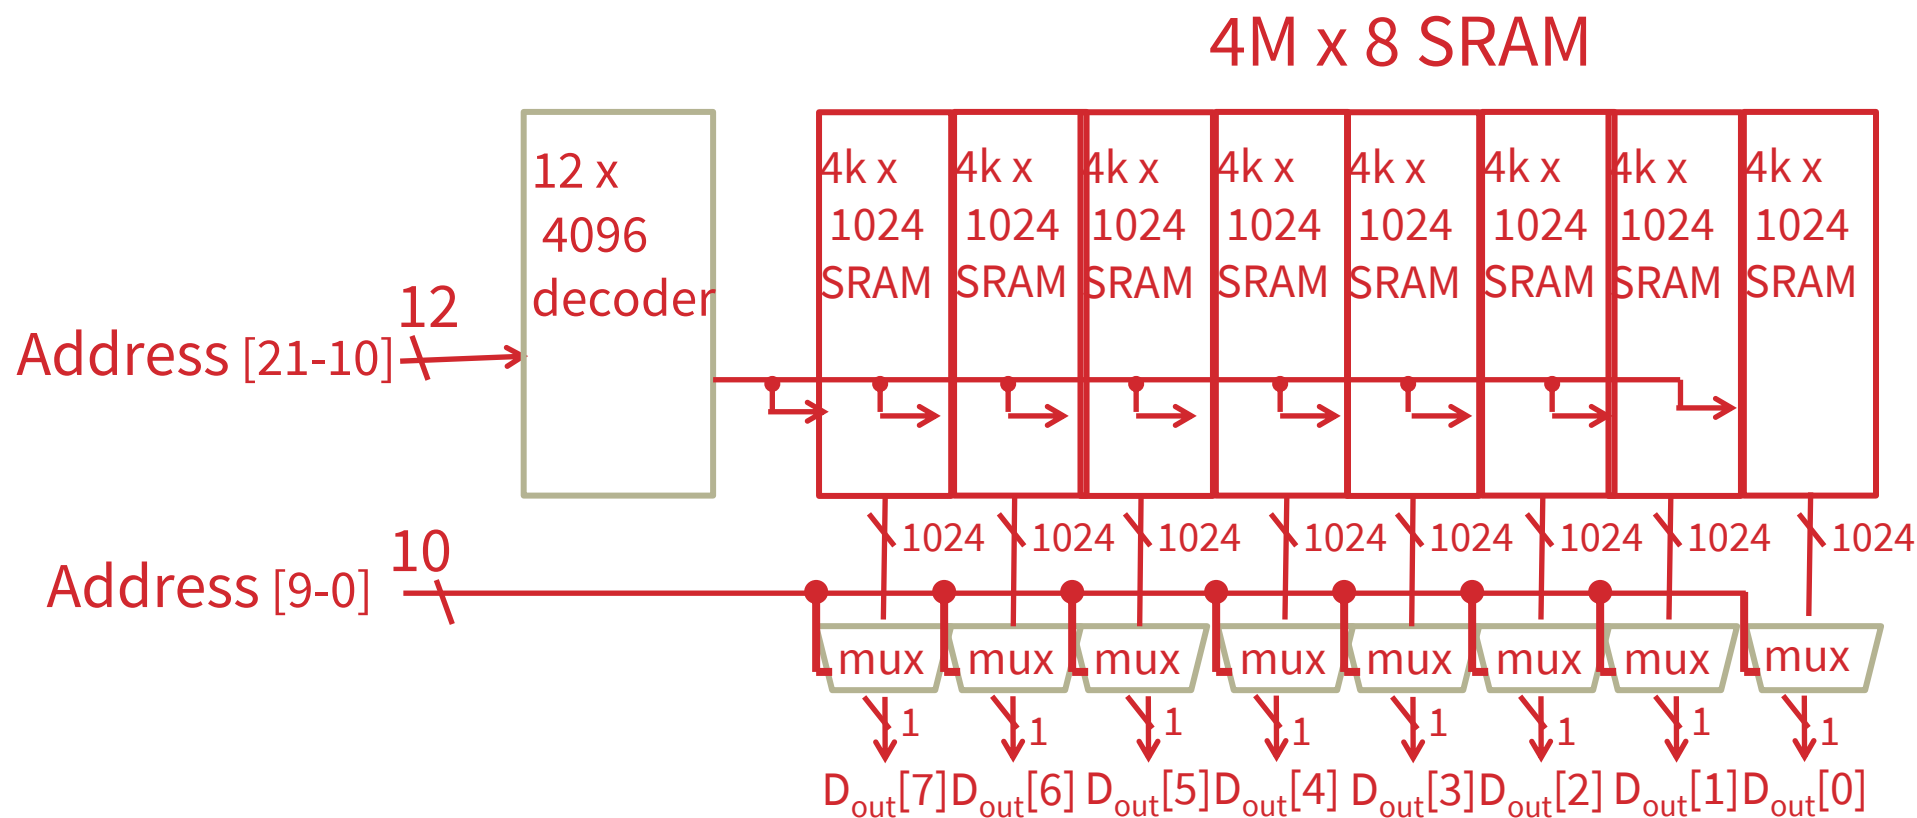 4M x 8 SRAM
12 x
4096
decoder
4k x
1024
SRAM
4k x
1024
SRAM
4k x
1024
SRAM
4k x
1024
SRAM
4k x
1024
SRAM
4k x
1024
SRAM
4k x
1024
SRAM
4k x
1024
SRAM
12
Address [21-10]
10
Address [9-0]
1024 1024 1024 1024 1024 1024 1024 1024
mux mux mux mux mux mux mux mux
1 1 1 1 1 1 1 1
Dout[7] Dout[6] Dout[5] Dout[4] Dout[3] Dout[2] Dout[1] Dout[0]